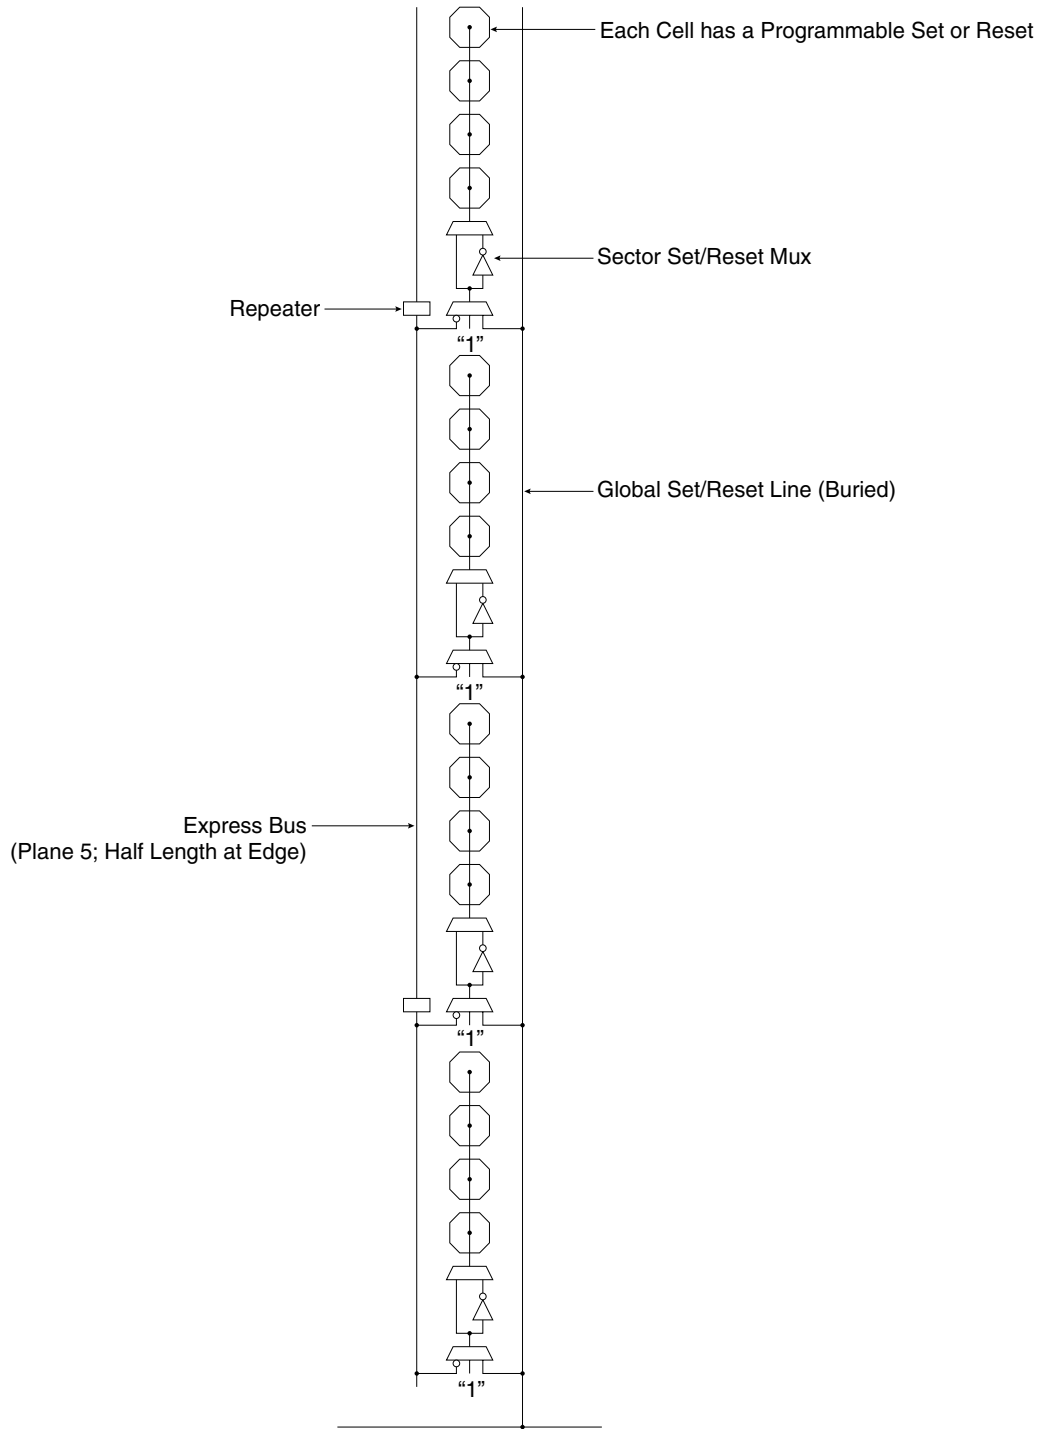 Each Cell has a Programmable Set or Reset
Sector Set/Reset Mux
Repeater
“1”
Global Set/Reset Line (Buried)
“1”
Express Bus
(Plane 5; Half Length at Edge)
“1”
“1”